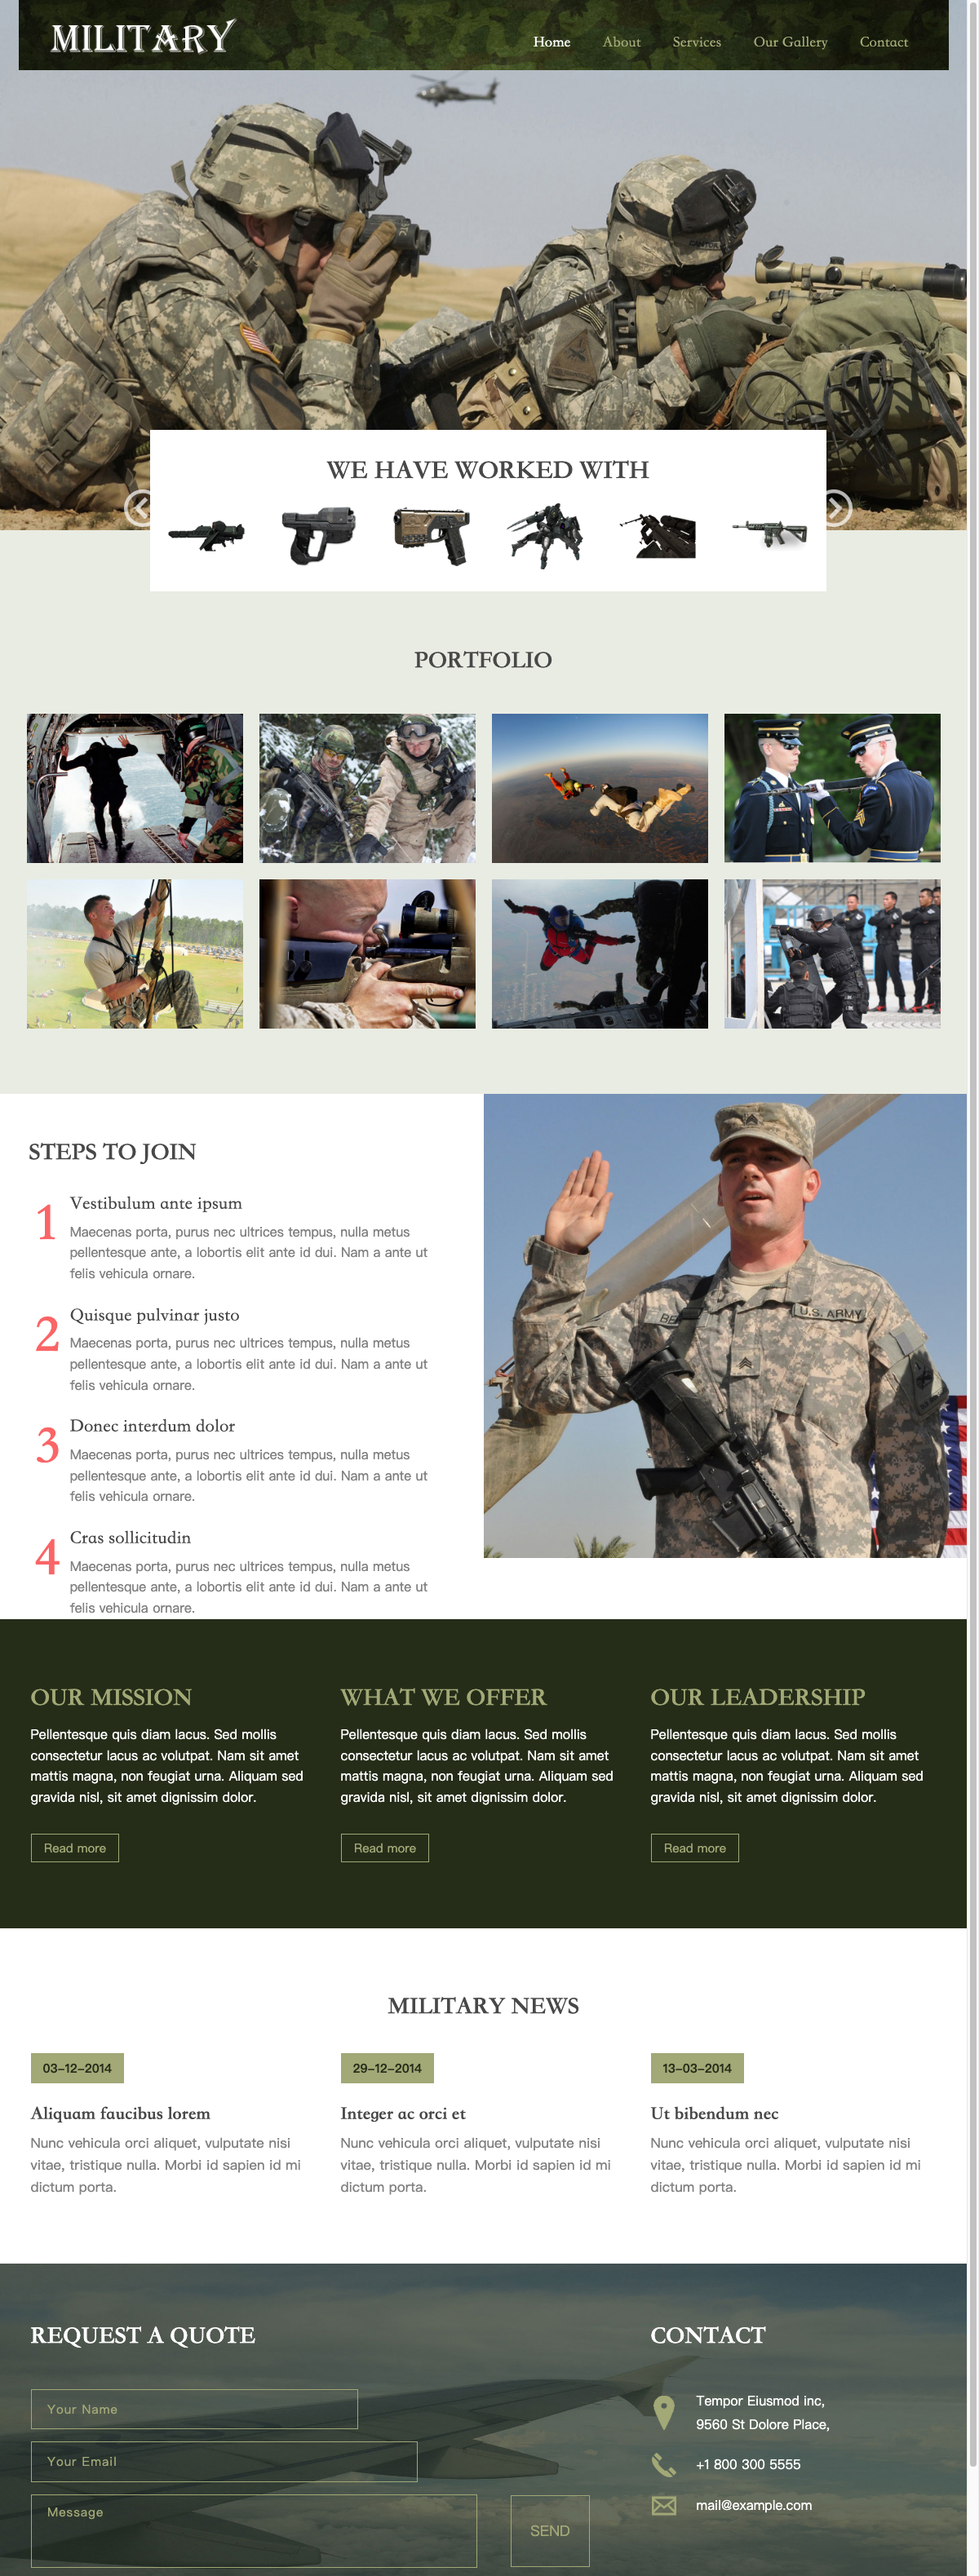 MILITARY
Home About Services Our Gallery Contact
WE HAVE WORKED WITH
PORTFOLIO
STEPS TO JOIN
1 Vestibulum ante ipsum
Maecenas porta, purus nec ultrices tempus, nulla metus
pellentesque ante, a lobortis elit ante id dui. Nam a ante ut
felis vehicula ornare.
2 Quisque pulvinar justo
Maecenas porta, purus nec ultrices tempus, nulla metus
pellentesque ante, a lobortis elit ante id dui. Nam a ante ut
felis vehicula ornare.
3 Donec interdum dolor
Maecenas porta, purus nec ultrices tempus, nulla metus
pellentesque ante, a lobortis elit ante id dui. Nam a ante ut
felis vehicula ornare.
4 Cras sollicitudin
Maecenas porta, purus nec ultrices tempus, nulla metus
pellentesque ante, a lobortis elit ante id dui. Nam a ante ut
felis vehicula ornare.
U.S. ARMY
OUR MISSION
Pellentesque quis diam lacus. Sed mollis
consectetur lacus ac volutpat. Nam sit amet
mattis magna, non feugiat urna. Aliquam sed
gravida nisl, sit amet dignissim dolor.
Read more
WHAT WE OFFER
Pellentesque quis diam lacus. Sed mollis
consectetur lacus ac volutpat. Nam sit amet
mattis magna, non feugiat urna. Aliquam sed
gravida nisl, sit amet dignissim dolor.
Read more
OUR LEADERSHIP
Pellentesque quis diam lacus. Sed mollis
consectetur lacus ac volutpat. Nam sit amet
mattis magna, non feugiat urna. Aliquam sed
gravida nisl, sit amet dignissim dolor.
Read more
MILITARY NEWS
03-12-2014
Aliquam faucibus lorem
Nunc vehicula orci aliquet, vulputate nisi
vitae, tristique nulla. Morbi id sapien id mi
dictum porta.
29-12-2014
Integer ac orci et
Nunc vehicula orci aliquet, vulputate nisi
vitae, tristique nulla. Morbi id sapien id mi
dictum porta.
13-03-2014
Ut bibendum nec
Nunc vehicula orci aliquet, vulputate nisi
vitae, tristique nulla. Morbi id sapien id mi
dictum porta.
REQUEST A QUOTE
Your Name
Your Email
Message
SEND
CONTACT
Tempor Eiusmod inc,
9560 St Dolore Place,
+1 800 300 5555
mail@example.com